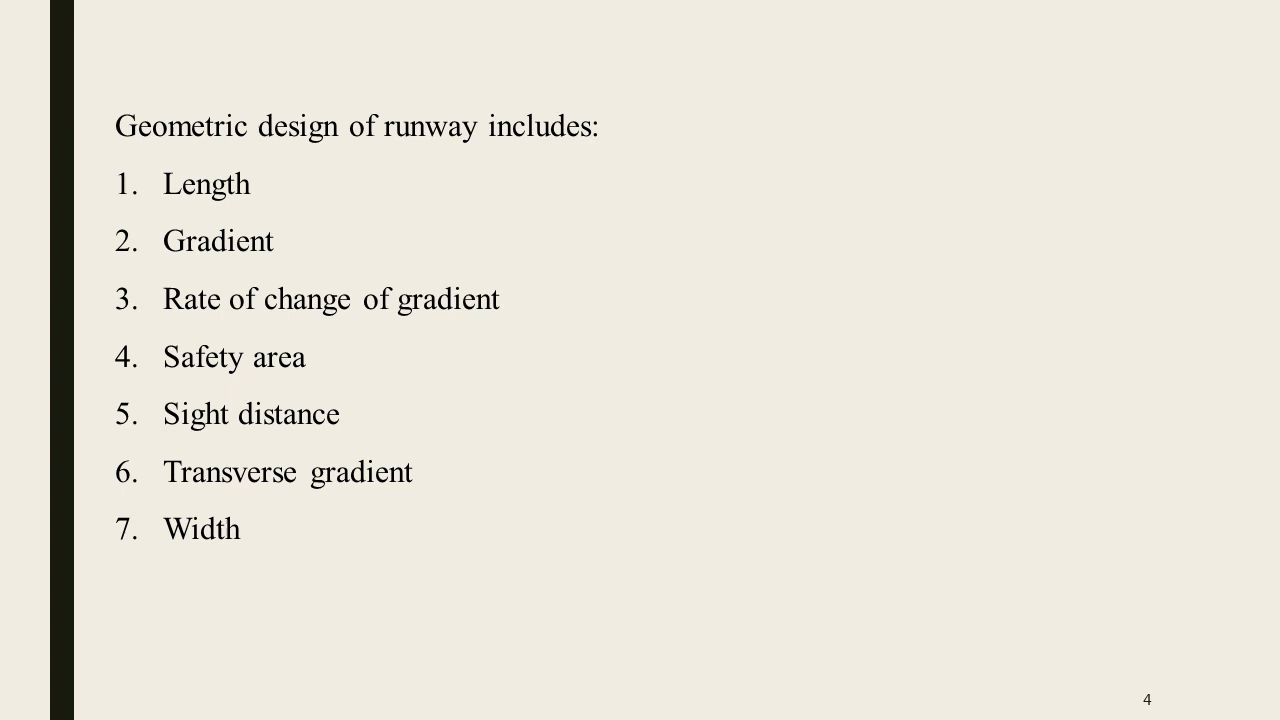 Geometric design of runway includes:
1. Length
2. Gradient
3. Rate of change of gradient
4. Safety area
5. Sight distance
6. Transverse gradient
7. Width
4